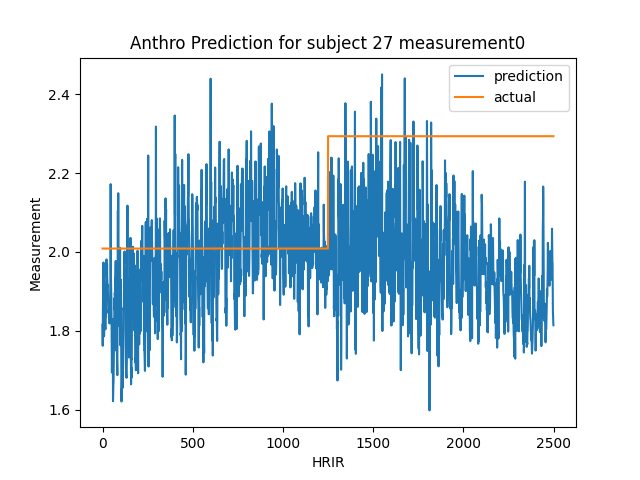 Anthro Prediction for subject 27 measurement0
prediction
actual
2.4
2.2
2.0
1.8
1.6
Measurement
0
500
1000
1500
2000
2500
HRIR